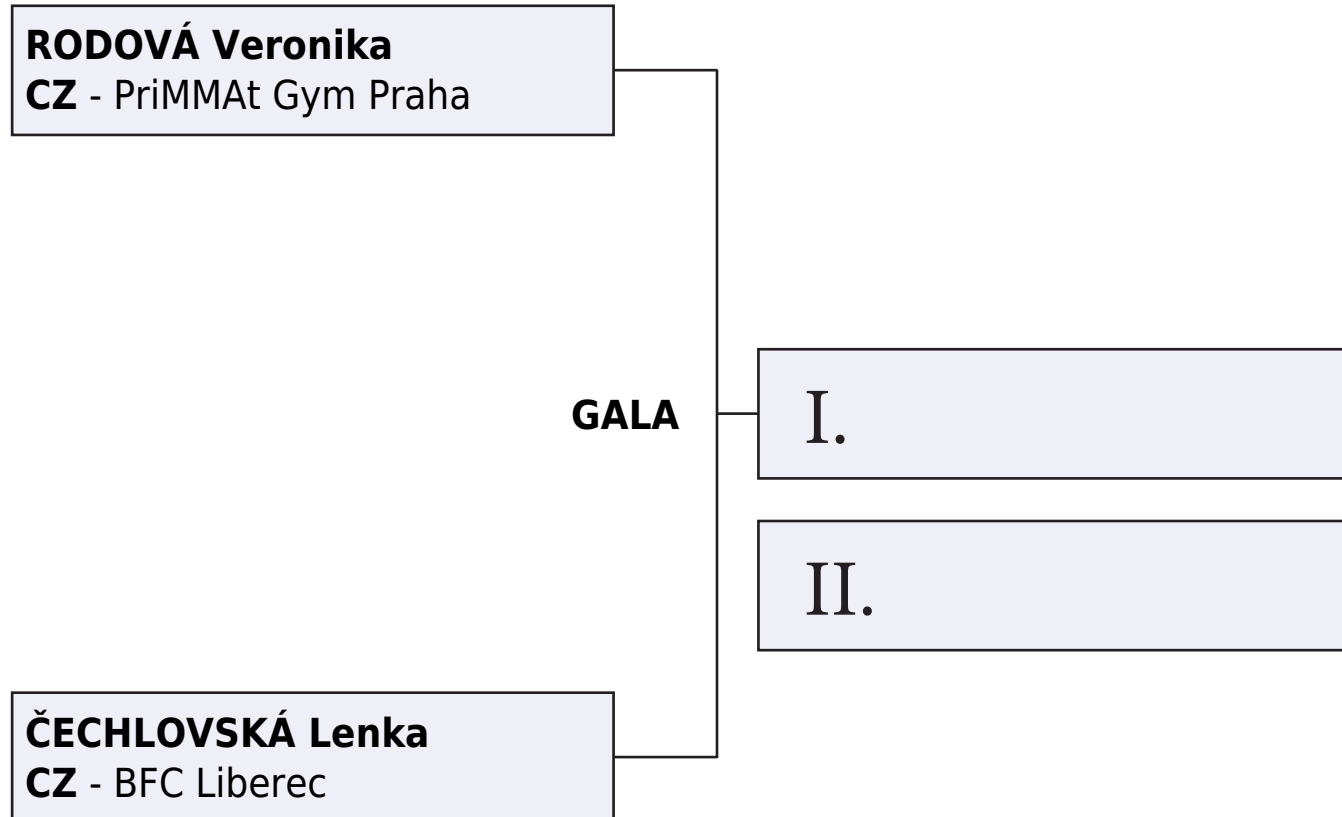 RODOVÁ Veronika
CZ - PriMMAt Gym Praha
GALA
I.
II.
ČECHLOVSKÁ Lenka
CZ - BFC Liberec